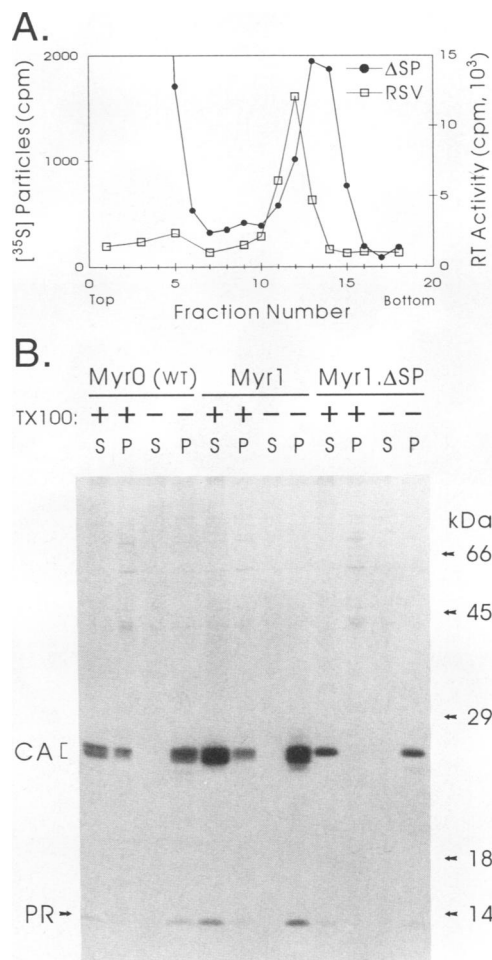 A.
2000
1000
0
[³⁵S] Particles (cpm)
ΔSP
RSV
15
10
5
0
RT Activity (cpm, 10³)
0 5 10 15 20
Top Bottom
Fraction Number
B.
Myr0 (WT) Myr1 Myr1.ΔSP
TX100: + + − − + + − − + + − −
S P S P S P S P S P S P
kDa
66
45
29
CA [
18
PR 14